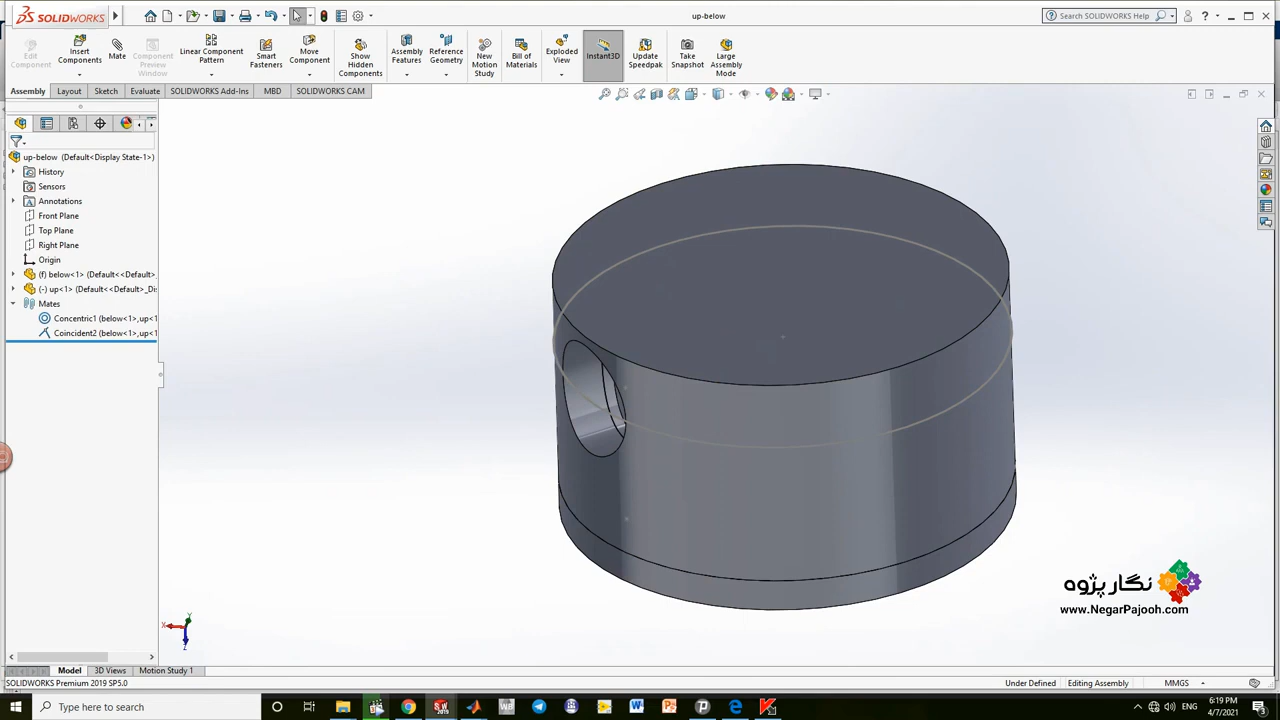 SOLIDWORKS
up-below
Search SOLIDWORKS Help
Edit Component
Insert Components
Mate
Component Preview Window
Linear Component Pattern
Smart Fasteners
Move Component
Show Hidden Components
Assembly Features
Reference Geometry
New Motion Study
Bill of Materials
Exploded View
Instant3D
Update Speedpak
Take Snapshot
Large Assembly Mode
Assembly Layout Sketch Evaluate SOLIDWORKS Add-Ins MBD SOLIDWORKS CAM
up-below (Default<Display State-1>)
History
Sensors
Annotations
Front Plane
Top Plane
Right Plane
Origin
(f) below<1> (Default<<Default>_
(-) up<1> (Default<<Default>_Dis
Mates
Concentric1 (below<1>,up<1
Coincident2 (below<1>,up<1
نگار پژوه
www.NegarPajooh.com
X Y Z
Model 3D Views Motion Study 1
SOLIDWORKS Premium 2019 SP5.0
Under Defined Editing Assembly MMGS
Type here to search
ENG
6:19 PM
4/7/2021